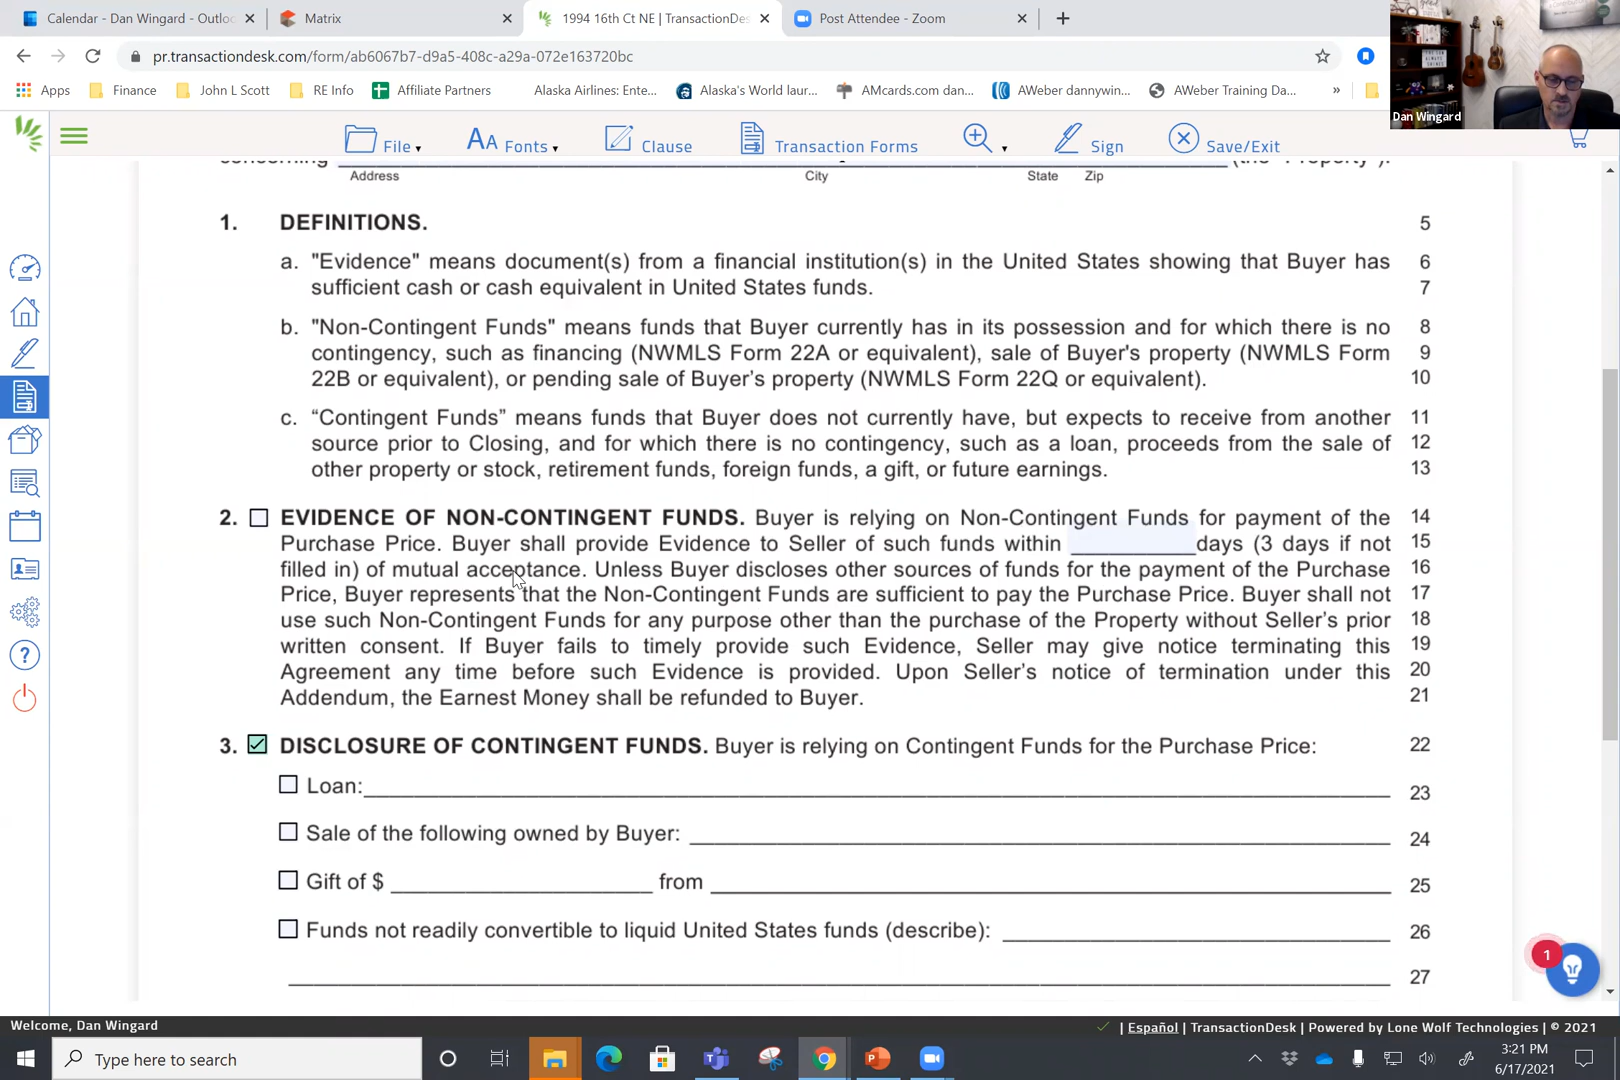 Calendar - Dan Wingard - Outlo
Matrix
1994 16th Ct NE | TransactionDes
Post Attendee - Zoom
pr.transactiondesk.com/form/ab6067b7-d9a5-408c-a29a-072e163720bc
Apps
Finance
John L Scott
RE Info
Affiliate Partners
Alaska Airlines: Ente...
Alaska's World laur...
AMcards.com dan...
AWeber dannywin...
AWeber Training Da...
»
Dan Wingard
File
AA Fonts
Clause
Transaction Forms
Sign
Save/Exit
concerning (the "Property").
Address City State Zip
1. DEFINITIONS. 5
a. "Evidence" means document(s) from a financial institution(s) in the United States showing that Buyer has 6
sufficient cash or cash equivalent in United States funds. 7
b. "Non-Contingent Funds" means funds that Buyer currently has in its possession and for which there is no 8
contingency, such as financing (NWMLS Form 22A or equivalent), sale of Buyer's property (NWMLS Form 9
22B or equivalent), or pending sale of Buyer's property (NWMLS Form 22Q or equivalent). 10
c. “Contingent Funds” means funds that Buyer does not currently have, but expects to receive from another 11
source prior to Closing, and for which there is no contingency, such as a loan, proceeds from the sale of 12
other property or stock, retirement funds, foreign funds, a gift, or future earnings. 13
2. EVIDENCE OF NON-CONTINGENT FUNDS. Buyer is relying on Non-Contingent Funds for payment of the 14
Purchase Price. Buyer shall provide Evidence to Seller of such funds within ___________days (3 days if not 15
filled in) of mutual acceptance. Unless Buyer discloses other sources of funds for the payment of the Purchase 16
Price, Buyer represents that the Non-Contingent Funds are sufficient to pay the Purchase Price. Buyer shall not 17
use such Non-Contingent Funds for any purpose other than the purchase of the Property without Seller's prior 18
written consent. If Buyer fails to timely provide such Evidence, Seller may give notice terminating this 19
Agreement any time before such Evidence is provided. Upon Seller's notice of termination under this 20
Addendum, the Earnest Money shall be refunded to Buyer. 21
3. DISCLOSURE OF CONTINGENT FUNDS. Buyer is relying on Contingent Funds for the Purchase Price: 22
Loan: 23
Sale of the following owned by Buyer: 24
Gift of $ from 25
Funds not readily convertible to liquid United States funds (describe): 26
27
1
Welcome, Dan Wingard
| Español | TransactionDesk | Powered by Lone Wolf Technologies | © 2021
Type here to search
3:21 PM
6/17/2021